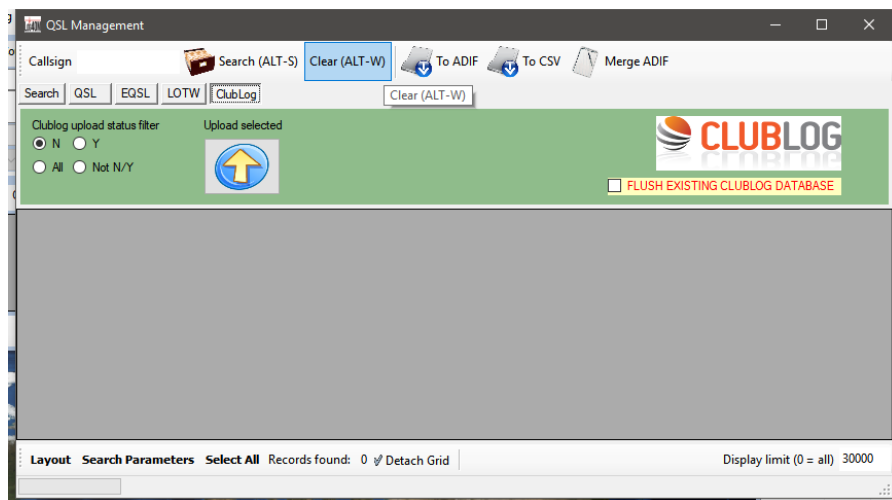 QSL Management
Callsign Search (ALT-S) Clear (ALT-W) To ADIF To CSV Merge ADIF
Search QSL EQSL LOTW ClubLog
Clear (ALT-W)
Clublog upload status filter Upload selected
N Y
All Not N/Y
CLUBLOG
FLUSH EXISTING CLUBLOG DATABASE
Layout Search Parameters Select All Records found: 0 Detach Grid Display limit (0 = all) 30000